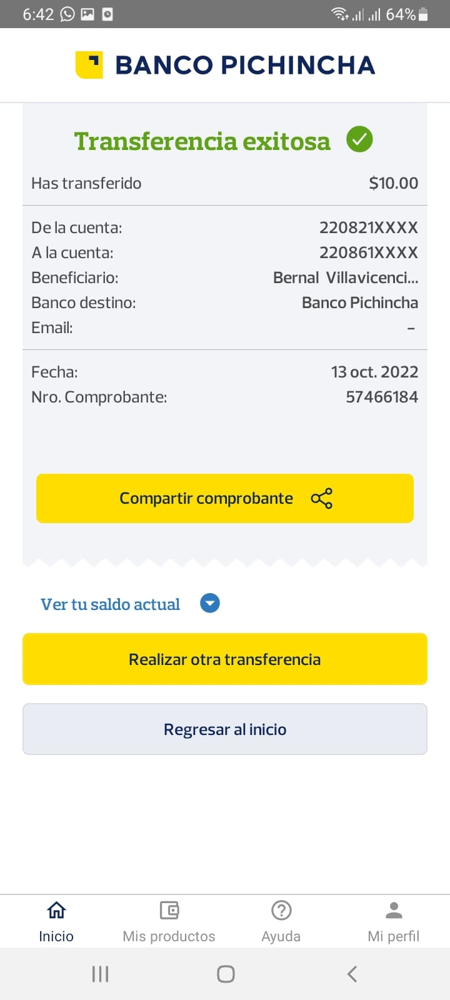 6:42 64%
BANCO PICHINCHA
Transferencia exitosa
Has transferido $10.00
De la cuenta: 220821XXXX
A la cuenta: 220861XXXX
Beneficiario: Bernal Villavicenci...
Banco destino: Banco Pichincha
Email: –
Fecha: 13 oct. 2022
Nro. Comprobante: 57466184
Compartir comprobante
Ver tu saldo actual
Realizar otra transferencia
Regresar al inicio
Inicio Mis productos Ayuda Mi perfil